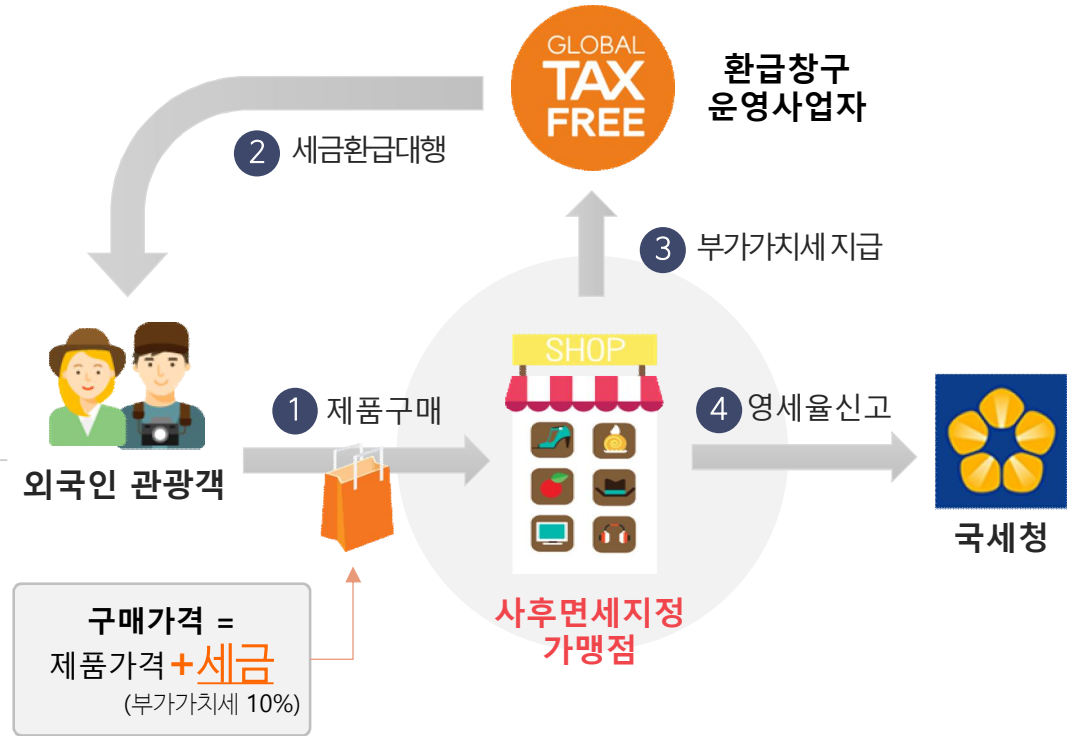 GLOBAL
TAX
FREE
환급창구
운영사업자
2 세금환급대행
3 부가가치세 지급
SHOP
1 제품구매
4 영세율신고
외국인 관광객
국세청
사후면세지정
가맹점
구매가격 =
제품가격+세금
(부가가치세 10%)